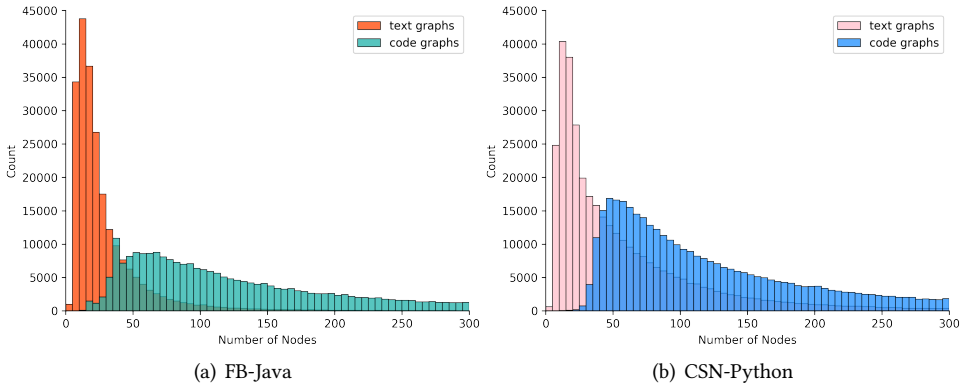 45000
40000
35000
30000
25000
20000
15000
10000
5000
0
Count
0 50 100 150 200 250 300
Number of Nodes
text graphs
code graphs
(a) FB-Java
45000
40000
35000
30000
25000
20000
15000
10000
5000
0
Count
0 50 100 150 200 250 300
Number of Nodes
text graphs
code graphs
(b) CSN-Python